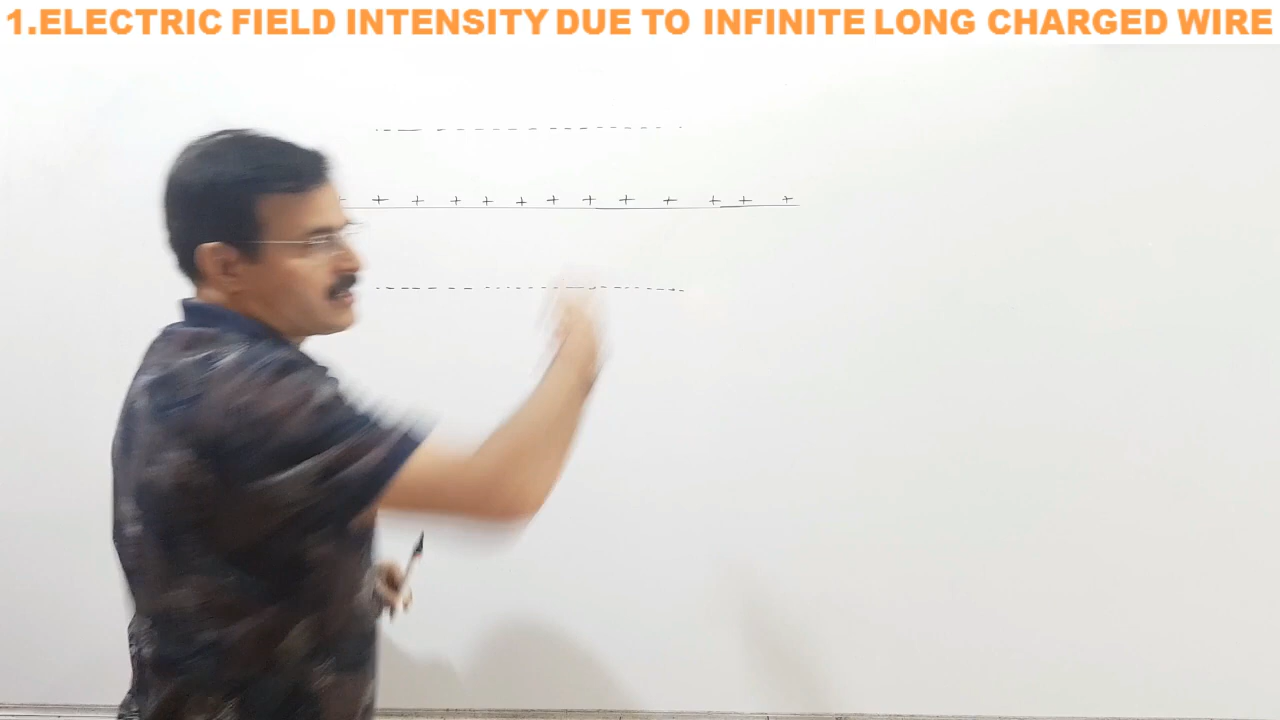 1.ELECTRIC FIELD INTENSITY DUE TO INFINITE LONG CHARGED WIRE
+ + + + + + + + + + + + +